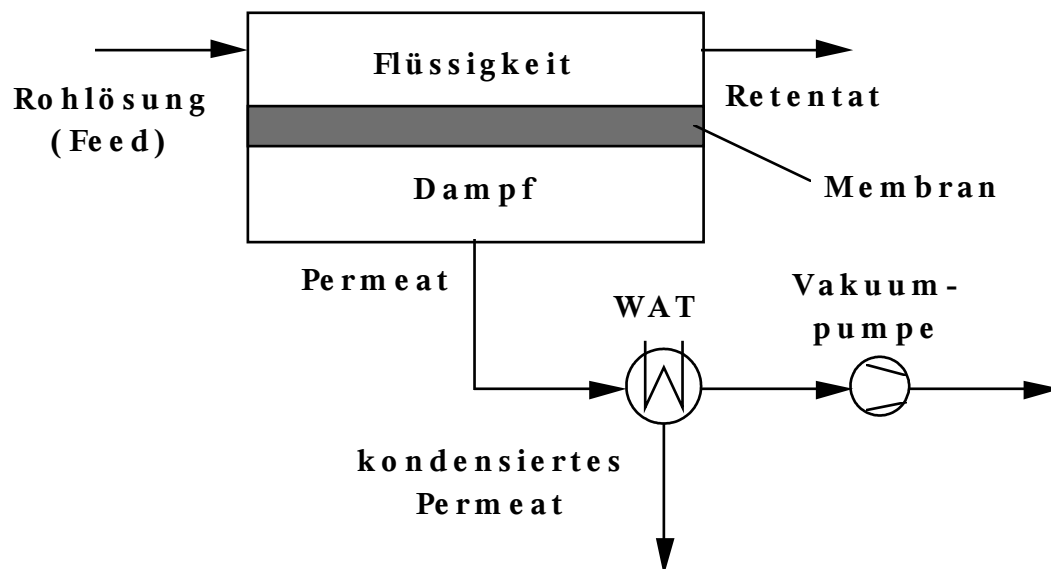 Flüssigkeit
Rohlösung
(Feed)
Retentat
Membran
Dampf
Permeat
WAT
Vakuum-
pumpe
kondensiertes
Permeat